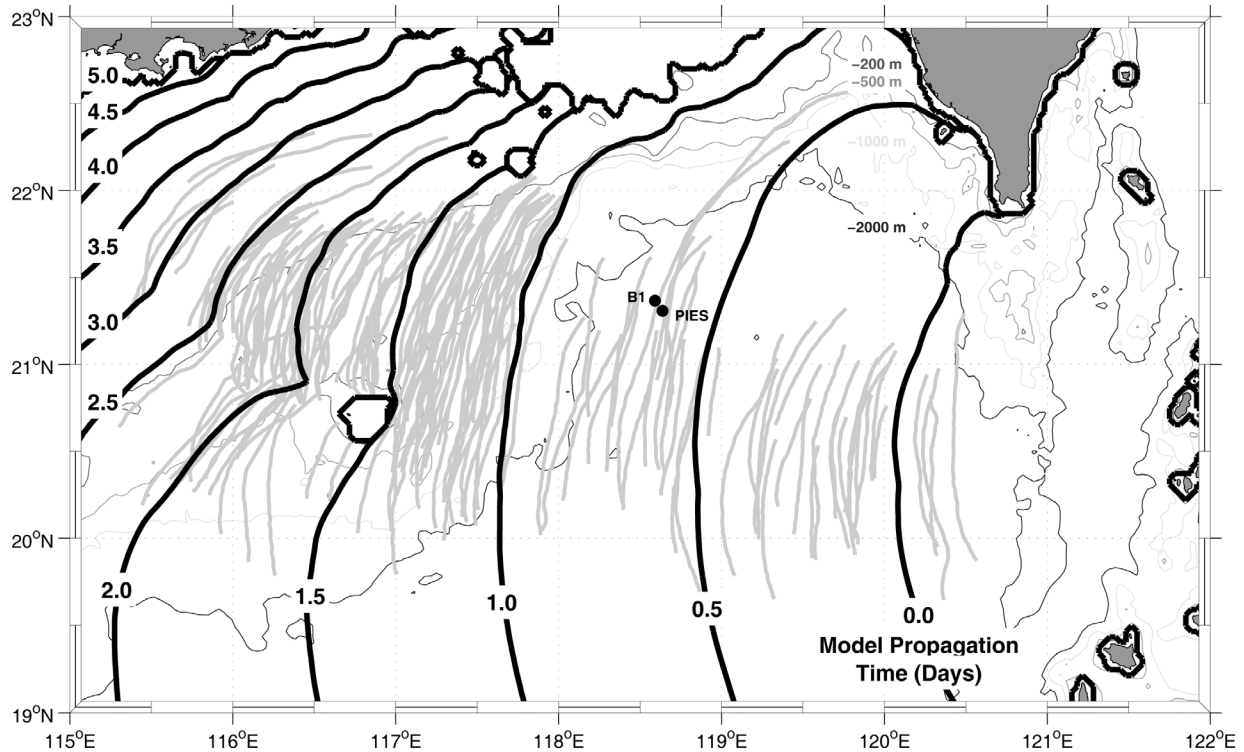 23°N
22°N
21°N
20°N
19°N
5.0
4.5
4.0
3.5
3.0
2.5
2.0
1.5
1.0
0.5
0.0
−200 m
−500 m
−1000 m
−2000 m
B1
PIES
Model Propagation
Time (Days)
115°E
116°E
117°E
118°E
119°E
120°E
121°E
122°E